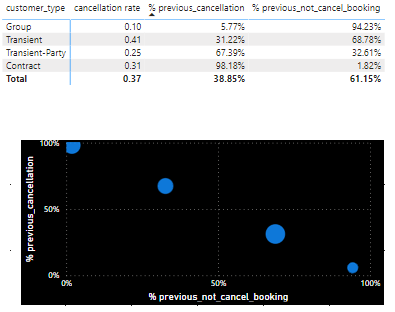 customer_type cancellation rate % previous_cancellation % previous_not_cancel_booking
Group 0.10 5.77% 94.23%
Transient 0.41 31.22% 68.78%
Transient-Party 0.25 67.39% 32.61%
Contract 0.31 98.18% 1.82%
Total 0.37 38.85% 61.15%
% previous_cancellation
100%
50%
0%
0% 50% 100%
% previous_not_cancel_booking